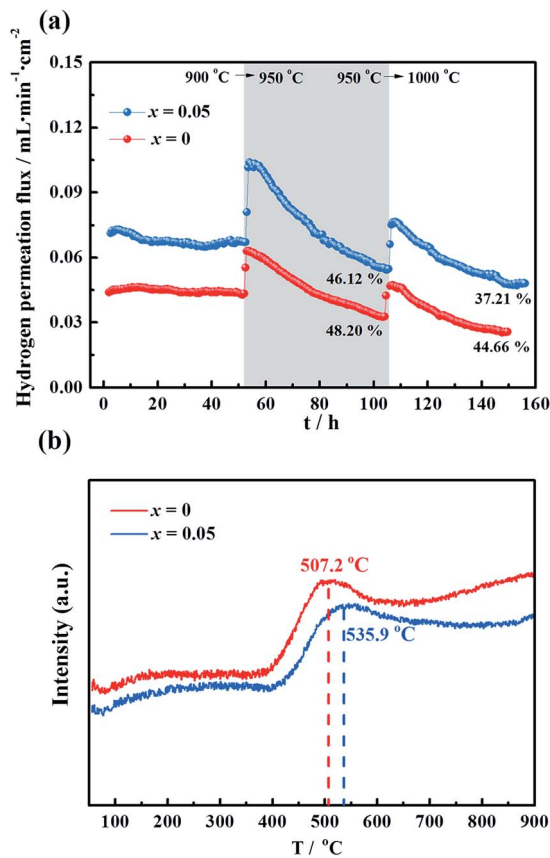 (a)
0.15
0.12
0.09
0.06
0.03
0.00
Hydrogen permeation flux / mL·min⁻¹·cm⁻²
900 °C → 950 °C
950 °C → 1000 °C
x = 0.05
x = 0
46.12 %
48.20 %
37.21 %
44.66 %
0 20 40 60 80 100 120 140 160
t / h
(b)
x = 0
x = 0.05
507.2 °C
535.9 °C
Intensity (a.u.)
100 200 300 400 500 600 700 800 900
T / °C